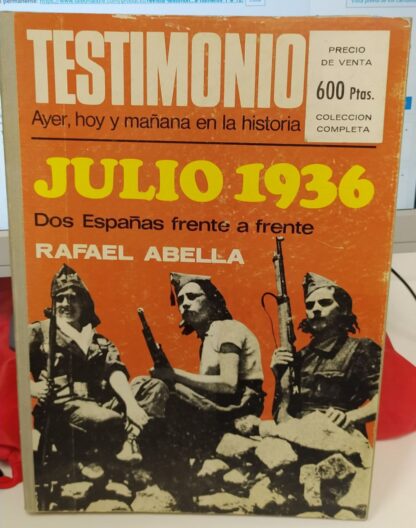 TESTIMONIO
Ayer, hoy y mañana en la historia
PRECIO
DE VENTA
600 Ptas.
COLECCION
COMPLETA
JULIO 1936
Dos Españas frente a frente
RAFAEL ABELLA